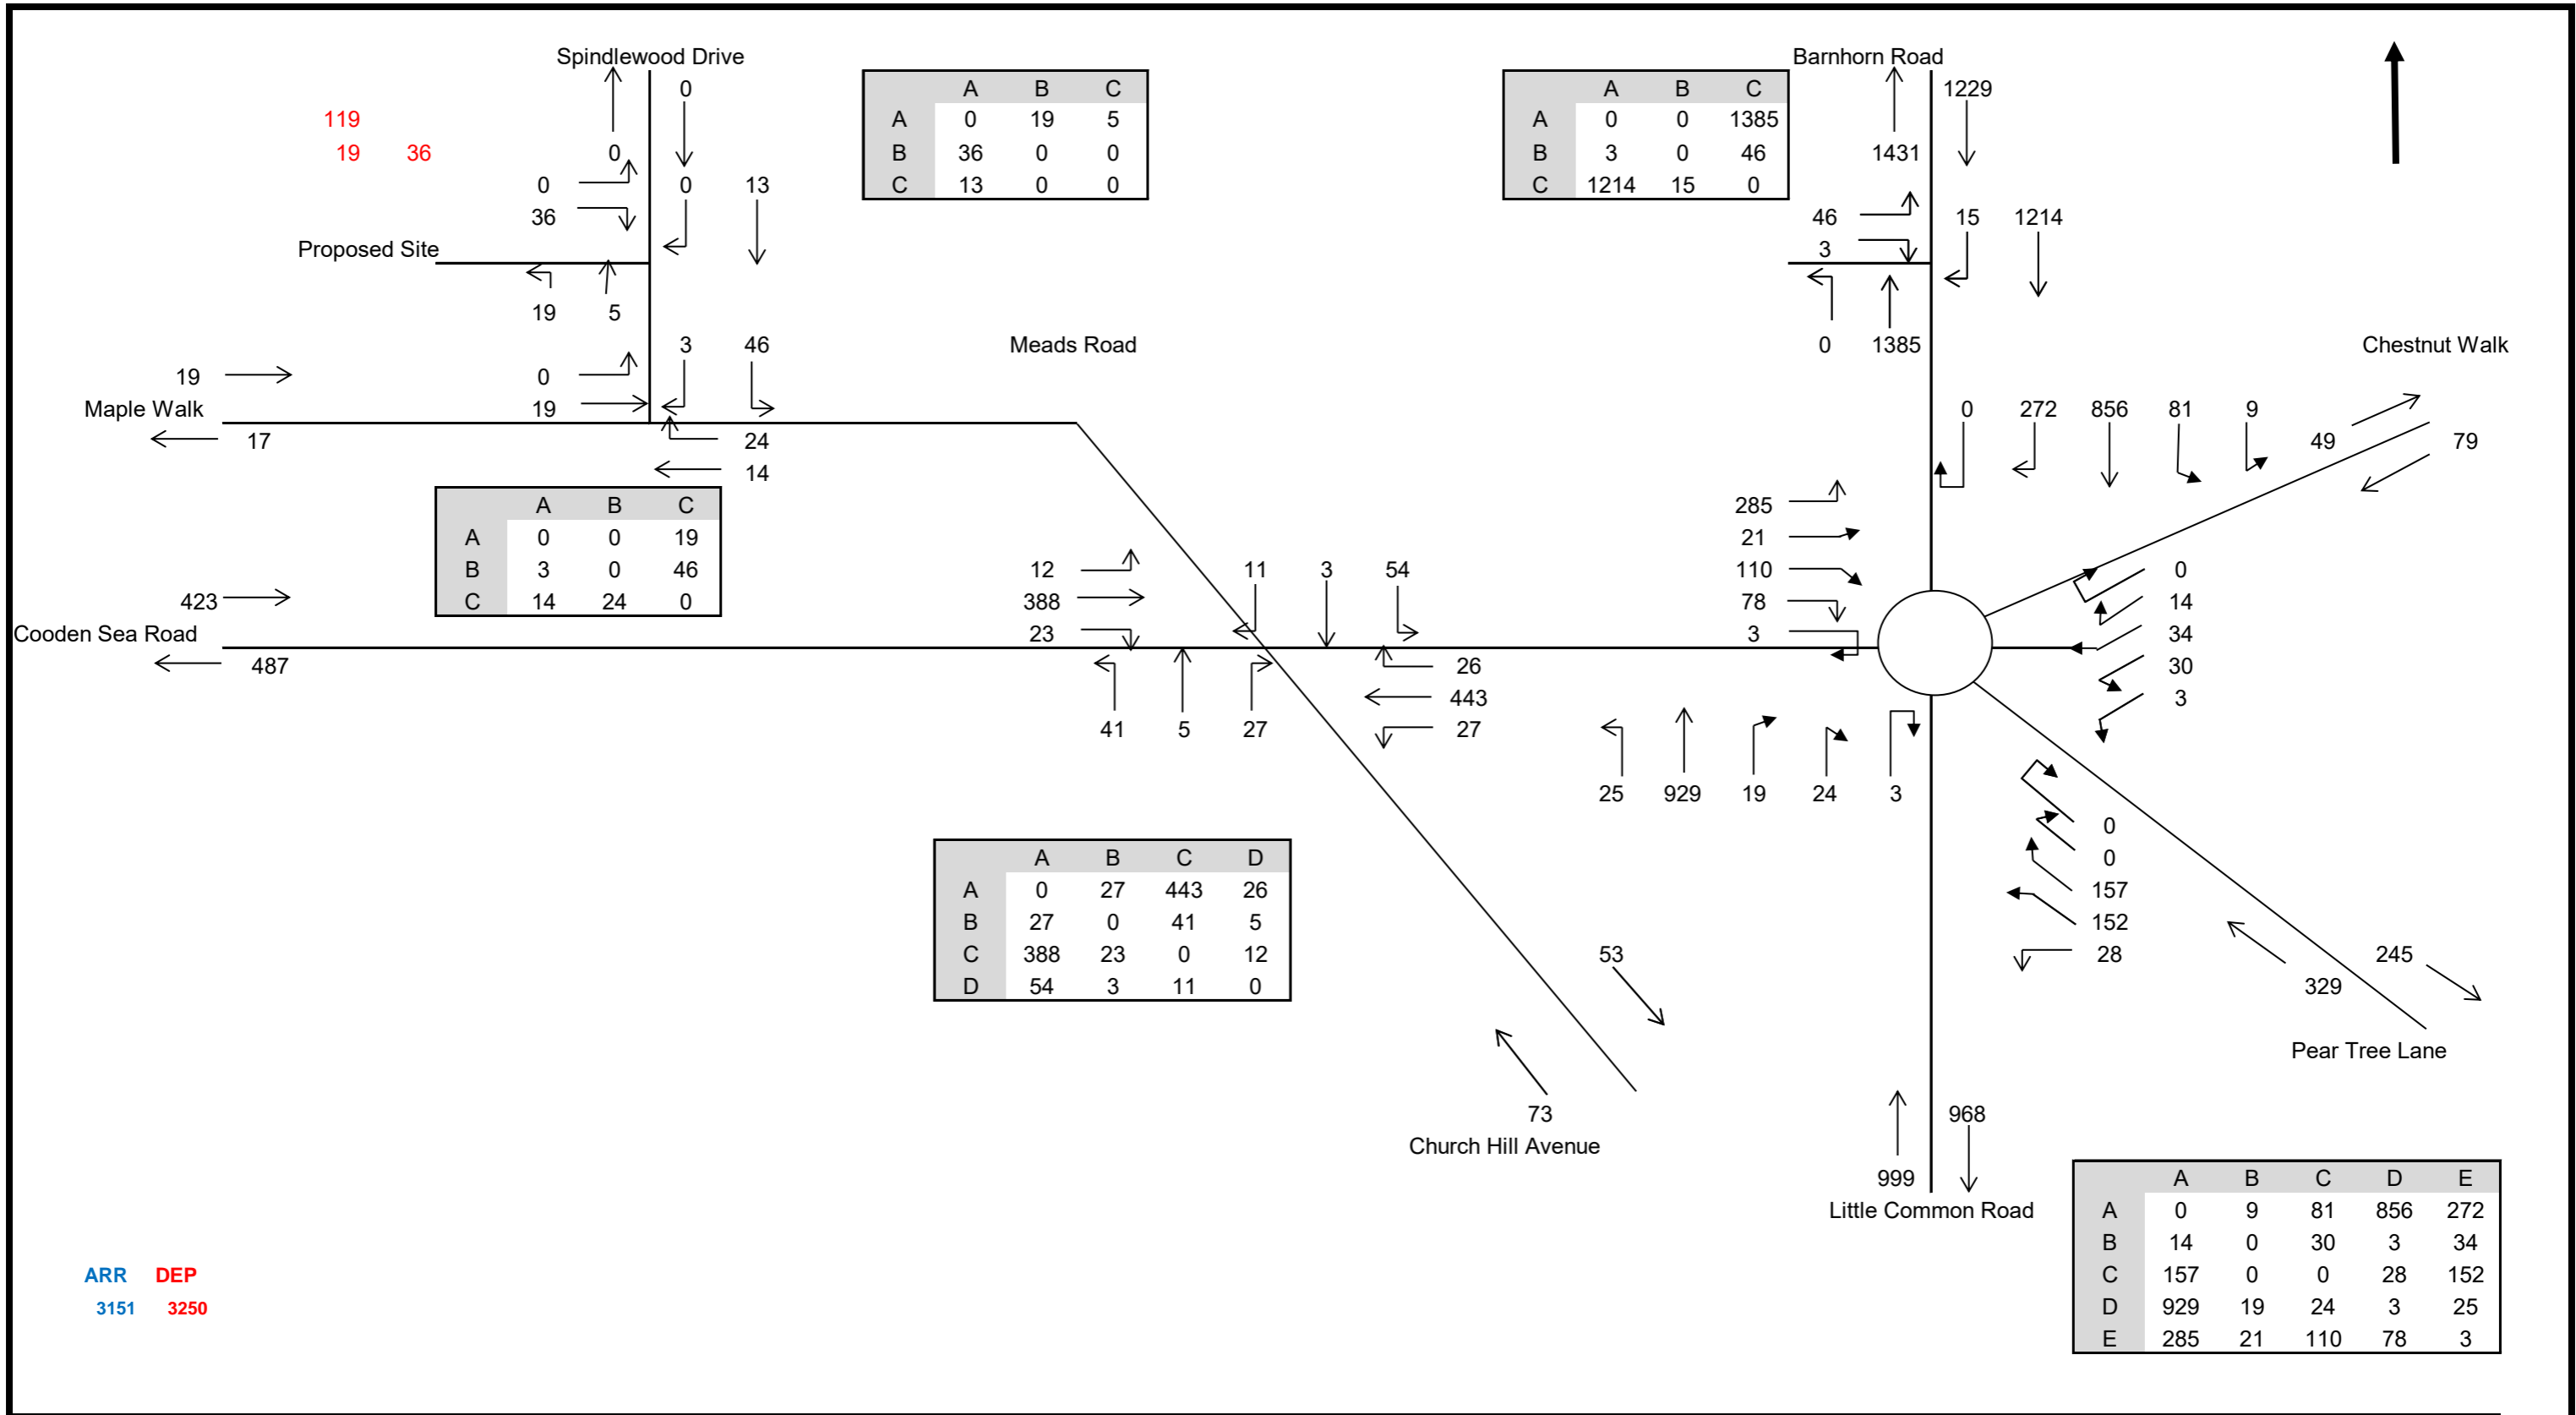 Spindlewood Drive
Barnhorn Road
0
1229
A B C
A 0 19 5
B 36 0 0
C 13 0 0
A B C
A 0 0 1385
B 3 0 46
C 1214 15 0
119
19 36
0
1431
0
36
0 13
46
3
15 1214
Proposed Site
19 5
0 1385
Meads Road
Chestnut Walk
3 46
19
0
19
Maple Walk
17
24
14
0 272 856 81 9
49
79
A B C
A 0 0 19
B 3 0 46
C 14 24 0
285
21
110
78
3
0
14
34
30
3
423
Cooden Sea Road
487
12
388
23
11 3 54
26
443
27
41 5 27
25 929 19 24 3
0
0
157
152
28
A B C D
A 0 27 443 26
B 27 0 41 5
C 388 23 0 12
D 54 3 11 0
53
245
329
Pear Tree Lane
73
Church Hill Avenue
968
999
Little Common Road
A B C D E
A 0 9 81 856 272
B 14 0 30 3 34
C 157 0 0 28 152
D 929 19 24 3 25
E 285 21 110 78 3
ARR DEP
3151 3250